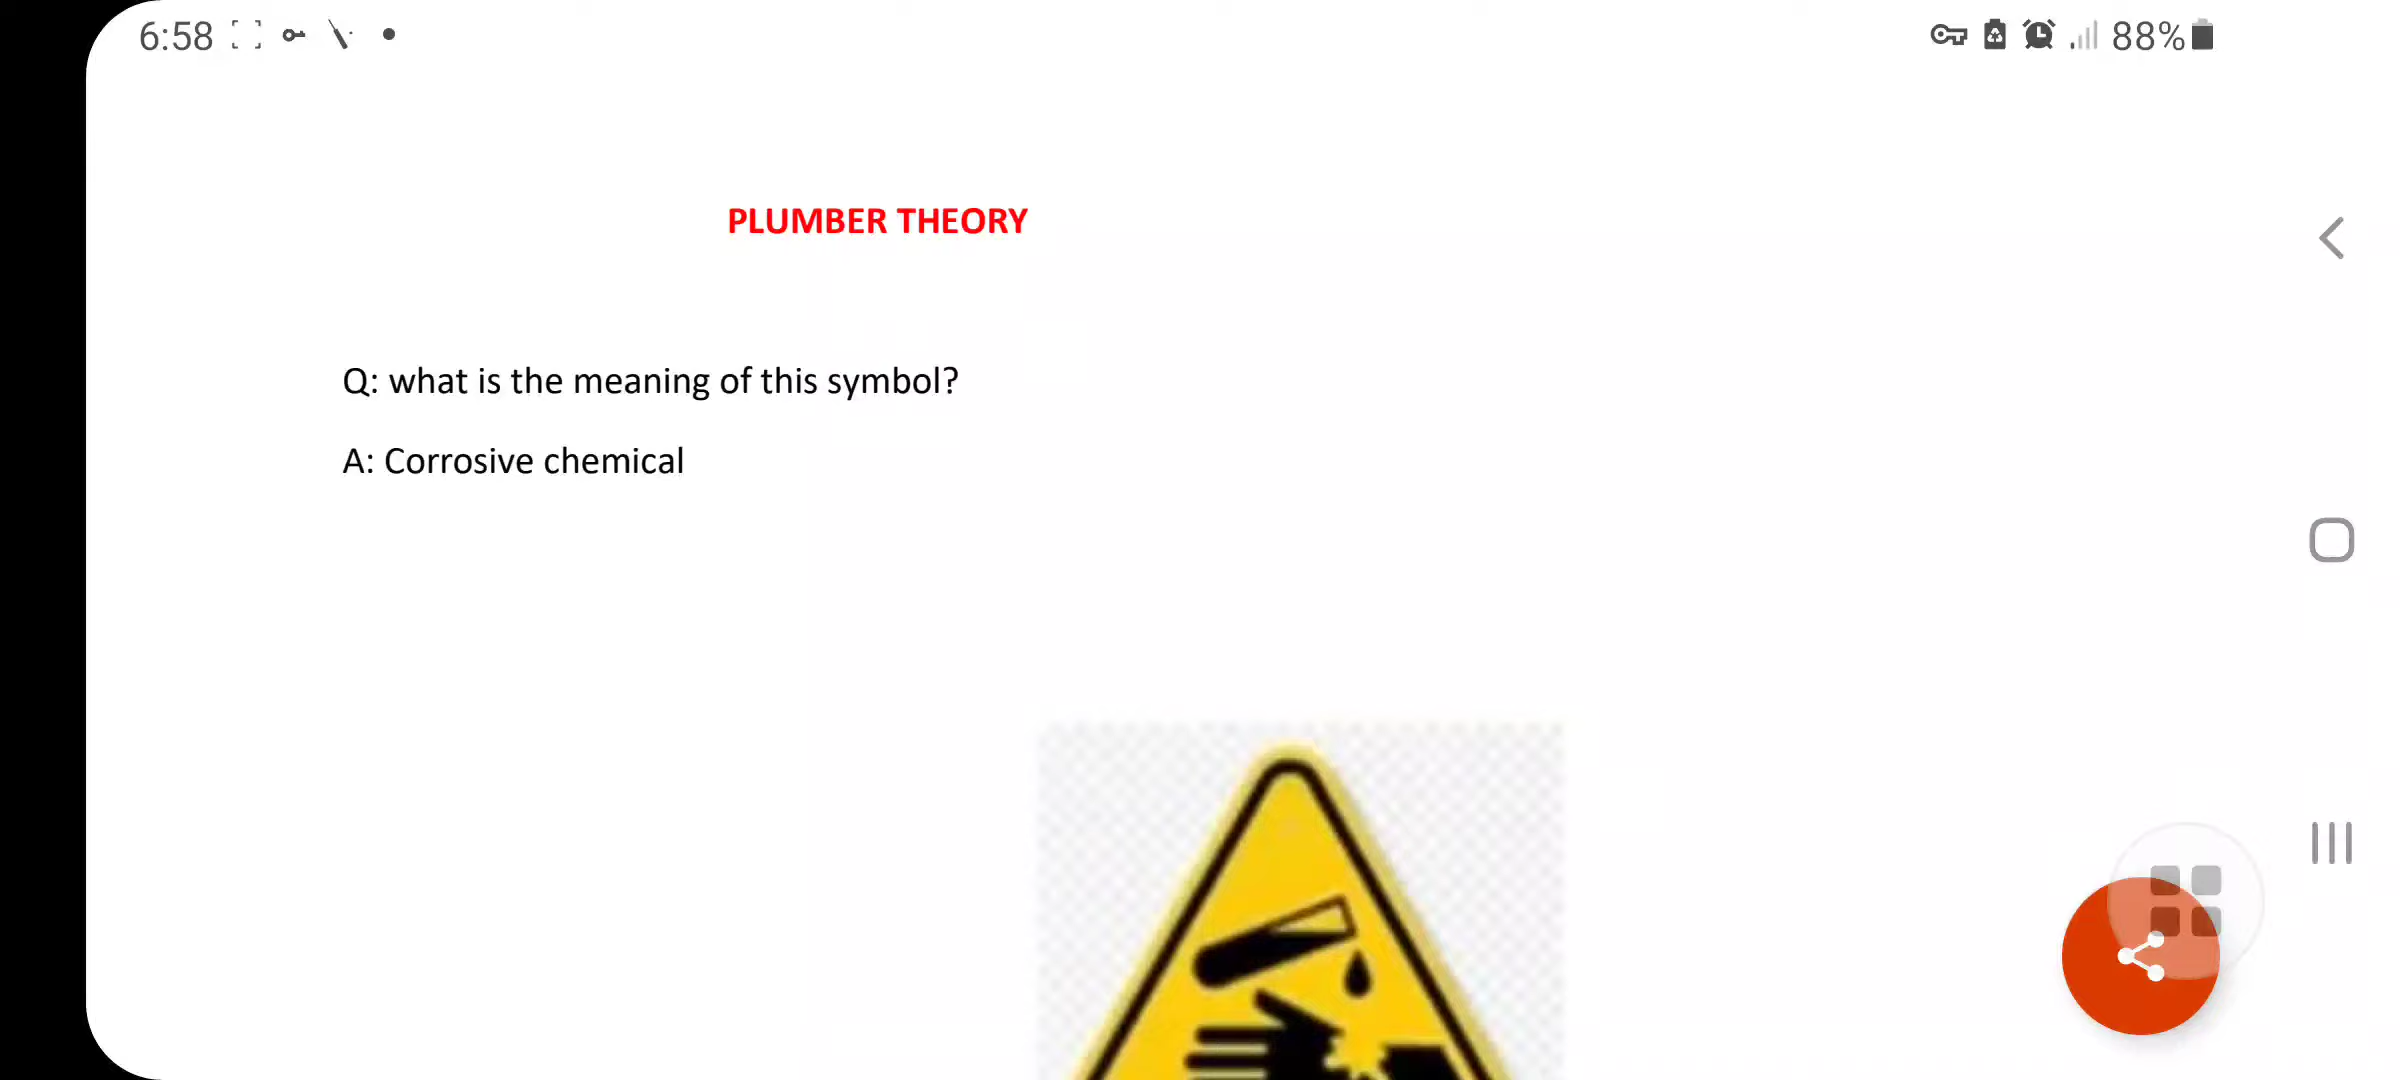 6:58
88%
PLUMBER THEORY
Q: what is the meaning of this symbol?
A: Corrosive chemical